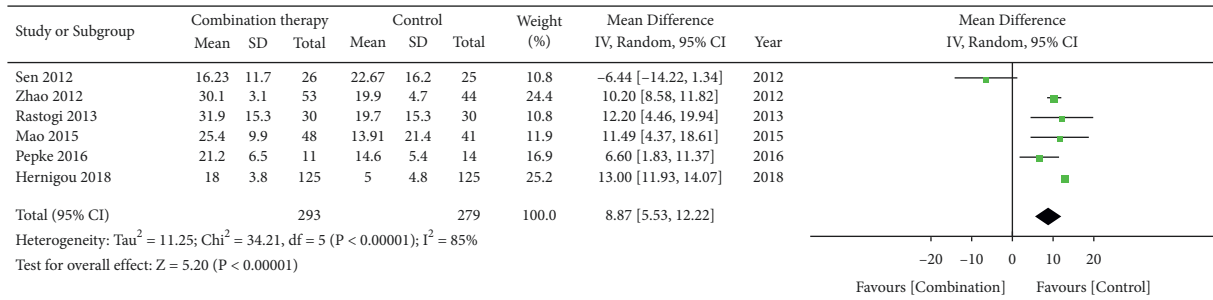 Study or Subgroup Combination therapy Control Weight (%) Mean Difference IV, Random, 95% CI Year Mean Difference IV, Random, 95% CI
Mean SD Total Mean SD Total
Sen 2012 16.23 11.7 26 22.67 16.2 25 10.8 −6.44 [−14.22, 1.34] 2012
Zhao 2012 30.1 3.1 53 19.9 4.7 44 24.4 10.20 [8.58, 11.82] 2012
Rastogi 2013 31.9 15.3 30 19.7 15.3 30 10.8 12.20 [4.46, 19.94] 2013
Mao 2015 25.4 9.9 48 13.91 21.4 41 11.9 11.49 [4.37, 18.61] 2015
Pepke 2016 21.2 6.5 11 14.6 5.4 14 16.9 6.60 [1.83, 11.37] 2016
Hernigou 2018 18 3.8 125 5 4.8 125 25.2 13.00 [11.93, 14.07] 2018
Total (95% CI) 293 279 100.0 8.87 [5.53, 12.22]
Heterogeneity: Tau² = 11.25; Chi² = 34.21, df = 5 (P < 0.00001); I² = 85%
Test for overall effect: Z = 5.20 (P < 0.00001)
−20 −10 0 10 20
Favours [Combination] Favours [Control]